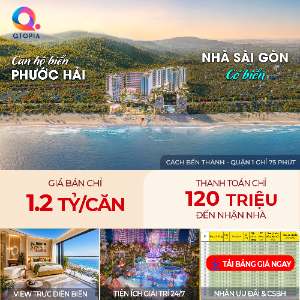 QTOPIA
Căn hộ biển
PHƯỚC HẢI
NHÀ SÀI GÒN
Có biển
CÁCH BẾN THÀNH - QUẬN 1 CHỈ 75 PHÚT
GIÁ BÁN CHỈ
1.2 TỶ/CĂN
THANH TOÁN CHỈ
120 TRIỆU
ĐẾN NHẬN NHÀ
TẢI BẢNG GIÁ NGAY
VIEW TRỰC DIỆN BIỂN
TIỆN ÍCH GIẢI TRÍ 24/7
NHẬN ƯU ĐÃI & CSBH